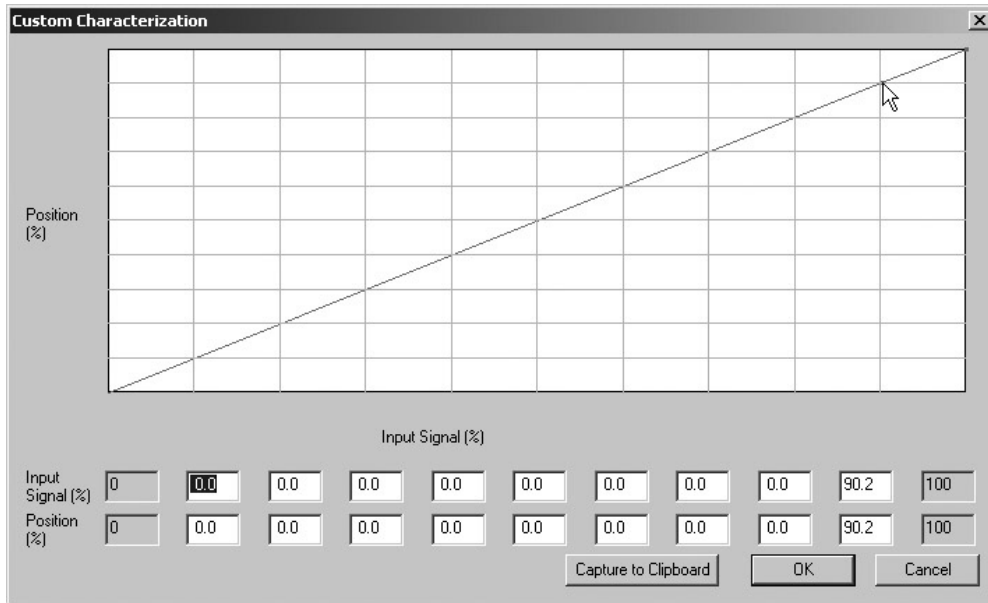 Custom Characterization
Position
(%)
Input Signal (%)
Input
Signal (%)
0 0.0 0.0 0.0 0.0 0.0 0.0 0.0 0.0 90.2 100
Position
(%)
0 0.0 0.0 0.0 0.0 0.0 0.0 0.0 0.0 90.2 100
Capture to Clipboard OK Cancel